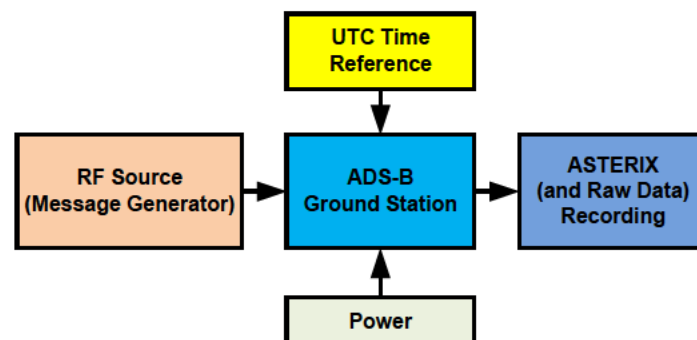 UTC Time
Reference
RF Source
(Message Generator)
ADS-B
Ground Station
ASTERIX
(and Raw Data)
Recording
Power